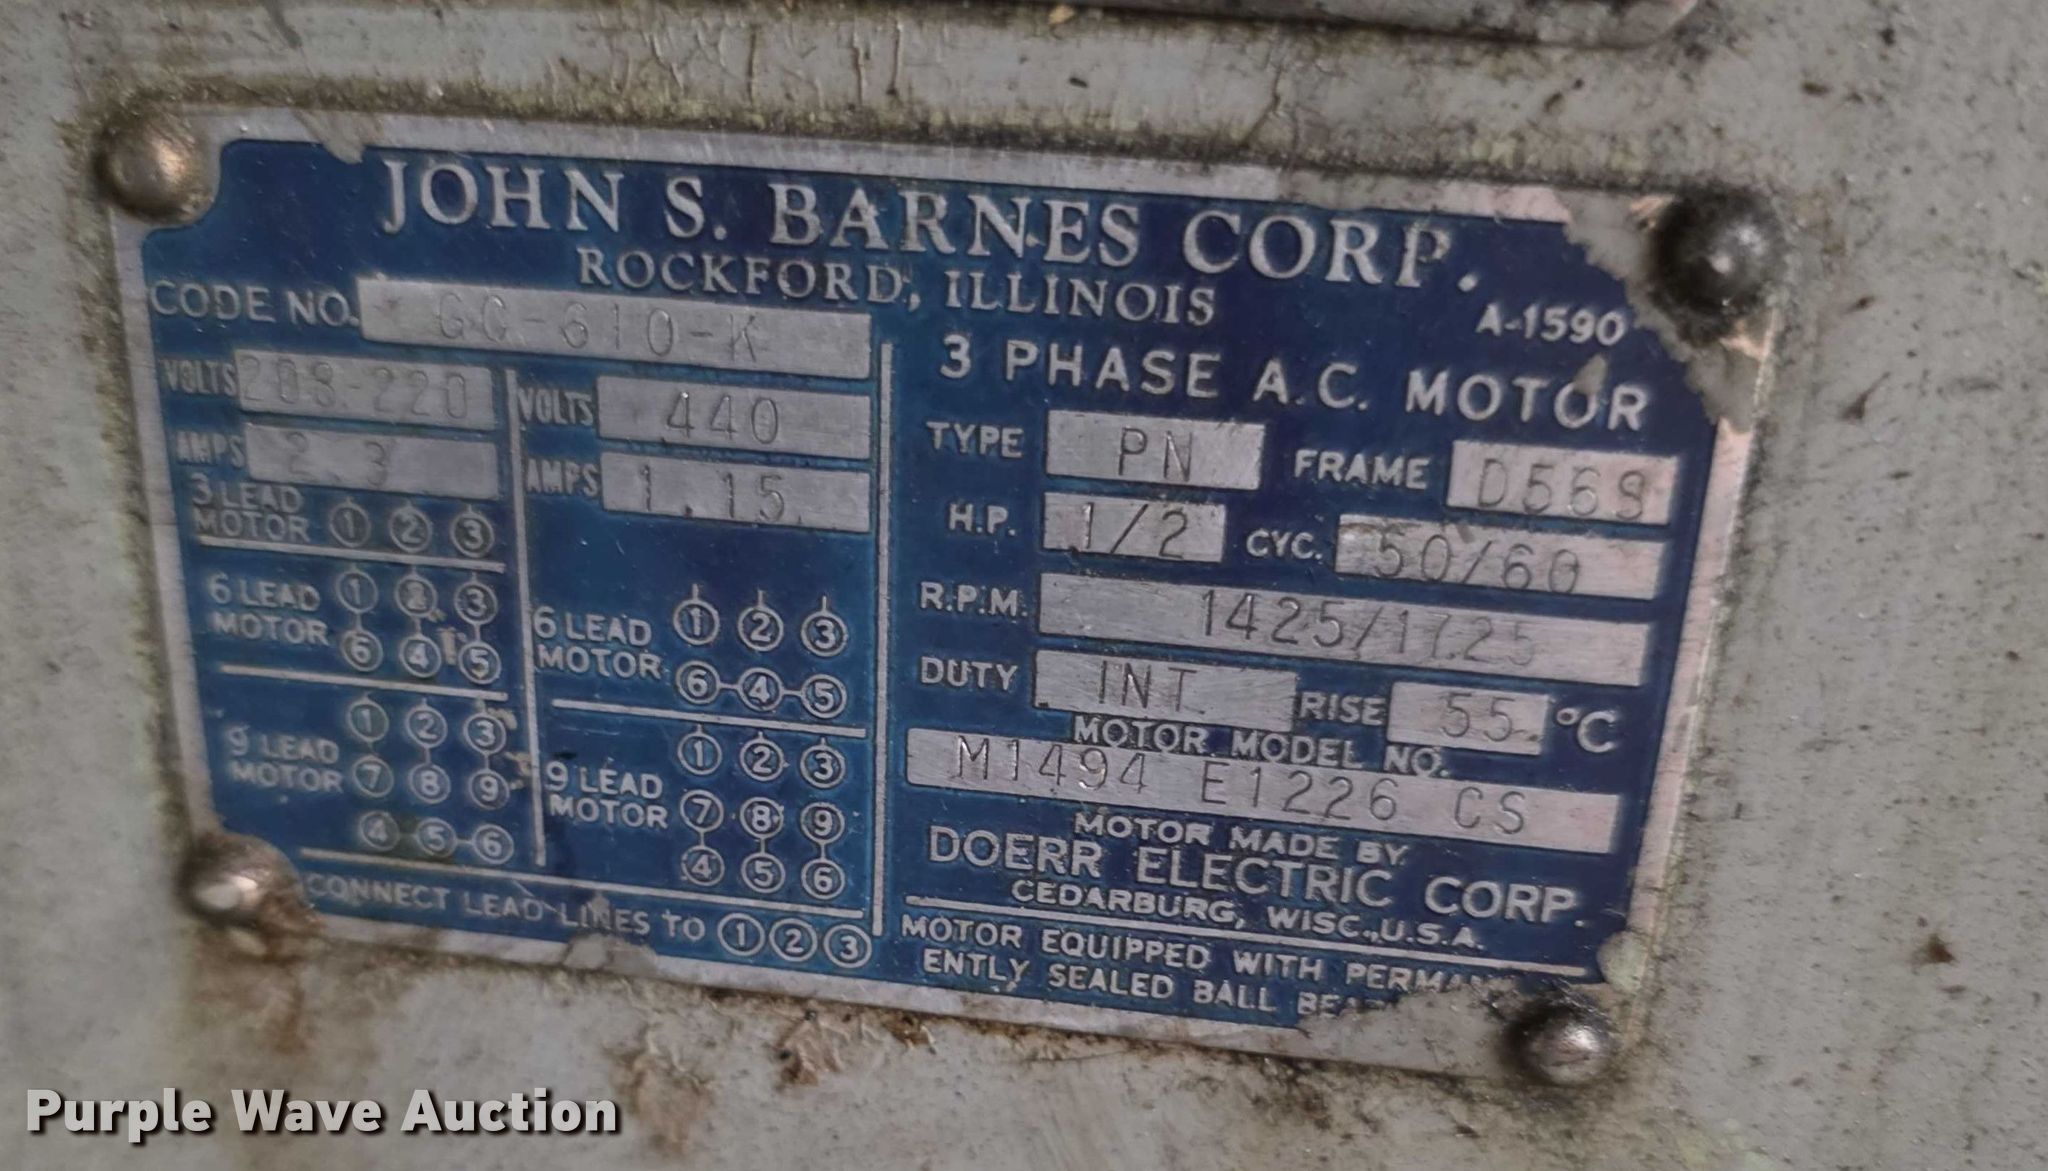 JOHN S. BARNES CORP.
ROCKFORD, ILLINOIS
A-1590
CODE NO. GC-610-K
VOLTS 208-220
AMPS 2.3
3 LEAD MOTOR 1 2 3
6 LEAD MOTOR 1 2 3
6 4 5
9 LEAD MOTOR 1 2 3
7 8 9
4-5-6
VOLTS 440
AMPS 1.15
6 LEAD MOTOR 1 2 3
6-4-5
9 LEAD MOTOR 1 2 3
7 8 9
4 5 6
CONNECT LEAD LINES TO 1 2 3
3 PHASE A.C. MOTOR
TYPE PN FRAME D56S
H.P. 1/2 CYC. 50/60
R.P.M. 1425/1725
DUTY INT. RISE 55 °C
MOTOR MODEL NO.
M1494 E1226 CS
MOTOR MADE BY
DOERR ELECTRIC CORP.
CEDARBURG, WISC., U.S.A.
MOTOR EQUIPPED WITH
ENTLY SEALED BALL
Purple Wave Auction